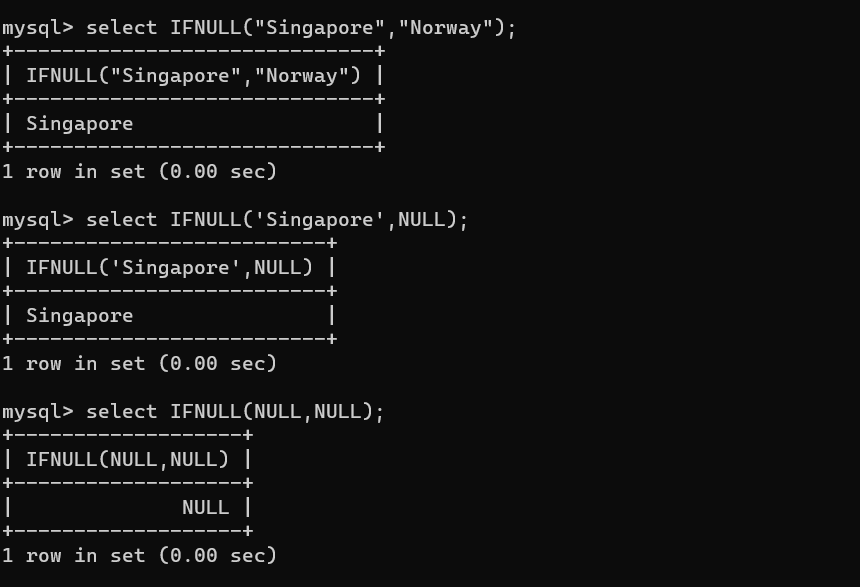 mysql> select IFNULL("Singapore","Norway");
+------------------------------+
| IFNULL("Singapore","Norway") |
+------------------------------+
| Singapore                    |
+------------------------------+
1 row in set (0.00 sec)

mysql> select IFNULL('Singapore',NULL);
+--------------------------+
| IFNULL('Singapore',NULL) |
+--------------------------+
| Singapore                |
+--------------------------+
1 row in set (0.00 sec)

mysql> select IFNULL(NULL,NULL);
+-------------------+
| IFNULL(NULL,NULL) |
+-------------------+
|              NULL |
+-------------------+
1 row in set (0.00 sec)